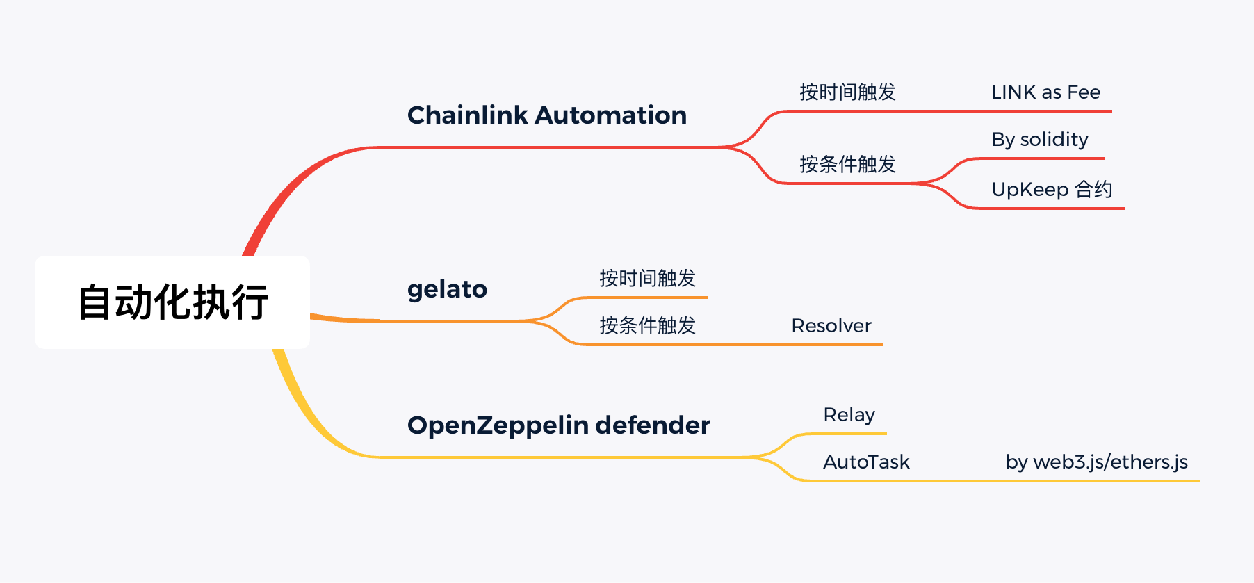 自动化执行
Chainlink Automation
按时间触发
LINK as Fee
按条件触发
By solidity
UpKeep 合约
gelato
按时间触发
按条件触发
Resolver
OpenZeppelin defender
Relay
AutoTask
by web3.js/ethers.js